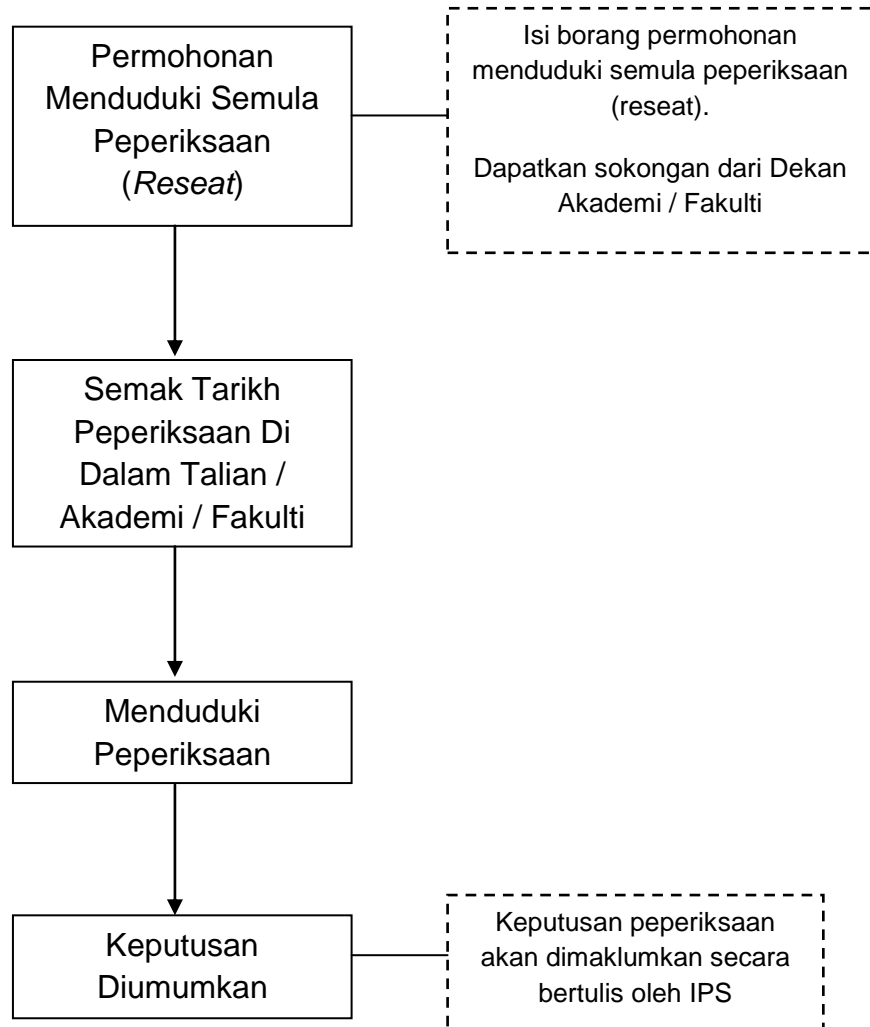 Permohonan
Menduduki Semula
Peperiksaan
(Reseat)
Isi borang permohonan
menduduki semula peperiksaan
(reseat).
Dapatkan sokongan dari Dekan
Akademi / Fakulti
Semak Tarikh
Peperiksaan Di
Dalam Talian /
Akademi / Fakulti
Menduduki
Peperiksaan
Keputusan
Diumumkan
Keputusan peperiksaan
akan dimaklumkan secara
bertulis oleh IPS